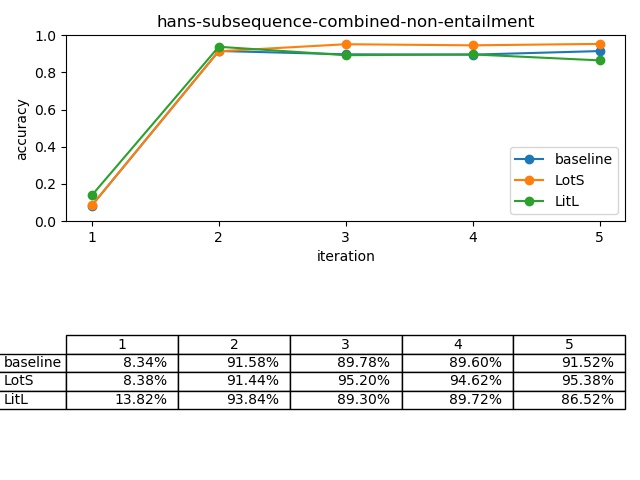 hans-subsequence-combined-non-entailment
1.0
0.8
0.6
0.4
0.2
0.0
accuracy
baseline
LotS
LitL
1 2 3 4 5
iteration
1 2 3 4 5
baseline 8.34% 91.58% 89.78% 89.60% 91.52%
LotS 8.38% 91.44% 95.20% 94.62% 95.38%
LitL 13.82% 93.84% 89.30% 89.72% 86.52%